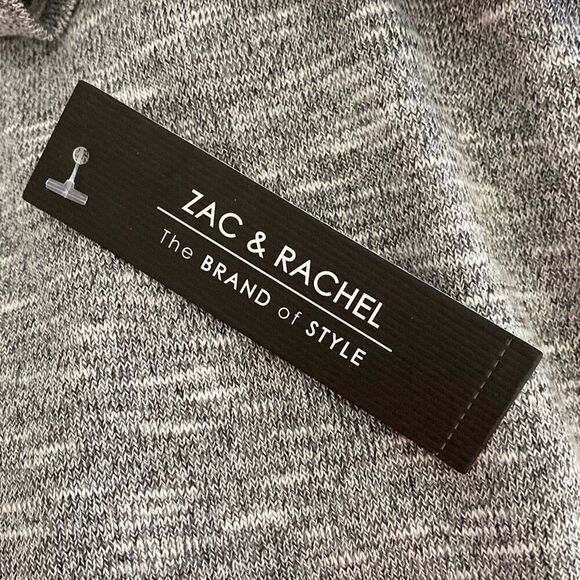 ZAC & RACHEL
The BRAND of STYLE